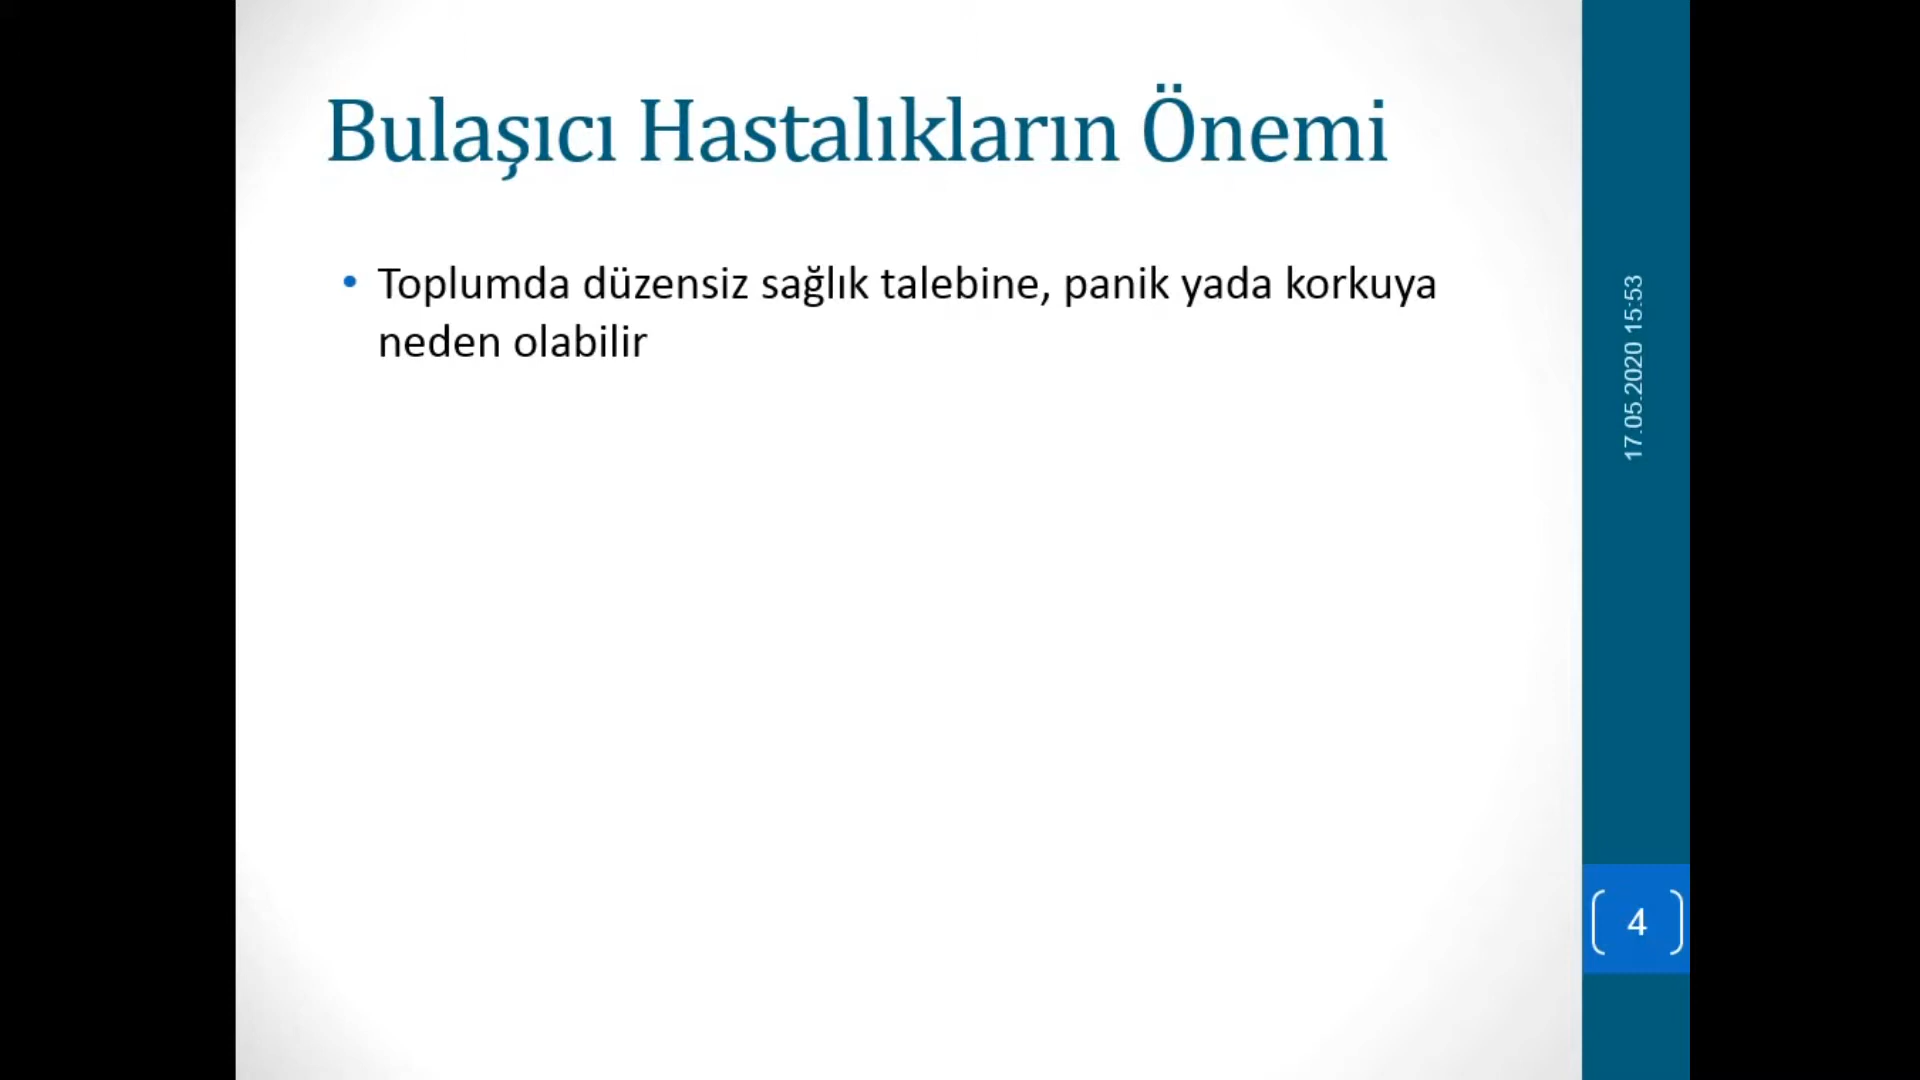 Bulaşıcı Hastalıkların Önemi
• Toplumda düzensiz sağlık talebine, panik yada korkuya
neden olabilir
17.05.2020 15:53
4